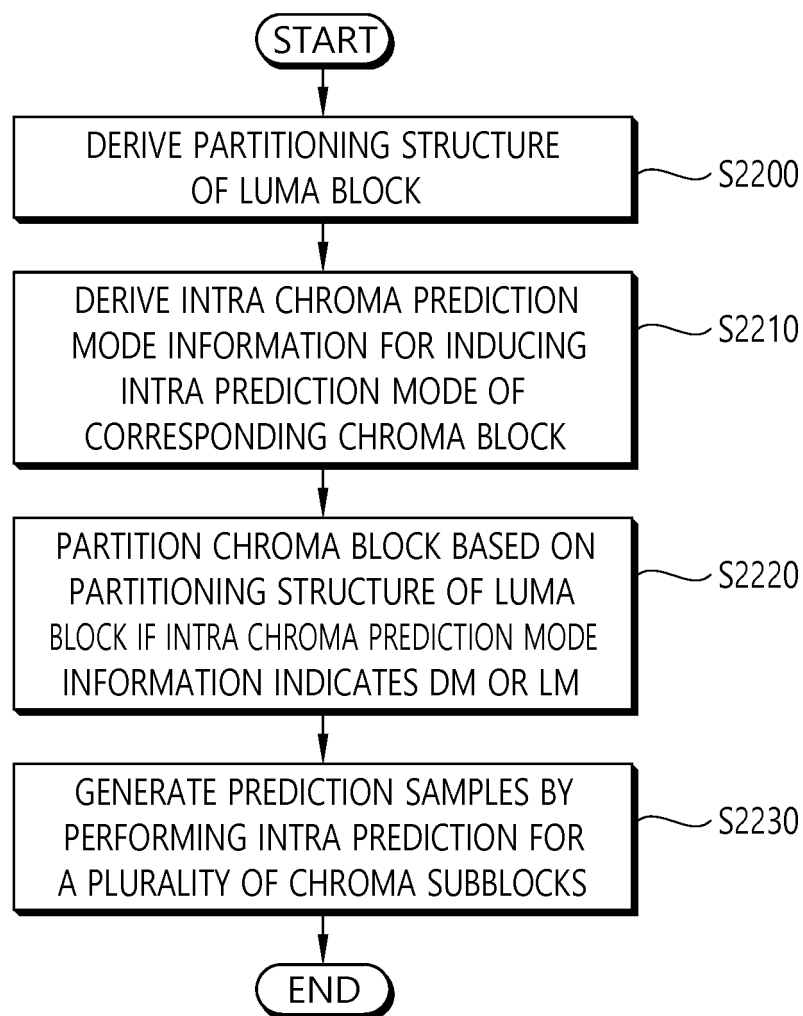 START
DERIVE PARTITIONING STRUCTURE
OF LUMA BLOCK
S2200
DERIVE INTRA CHROMA PREDICTION
MODE INFORMATION FOR INDUCING
INTRA PREDICTION MODE OF
CORRESPONDING CHROMA BLOCK
S2210
PARTITION CHROMA BLOCK BASED ON
PARTITIONING STRUCTURE OF LUMA
BLOCK IF INTRA CHROMA PREDICTION MODE
INFORMATION INDICATES DM OR LM
S2220
GENERATE PREDICTION SAMPLES BY
PERFORMING INTRA PREDICTION FOR
A PLURALITY OF CHROMA SUBBLOCKS
S2230
END